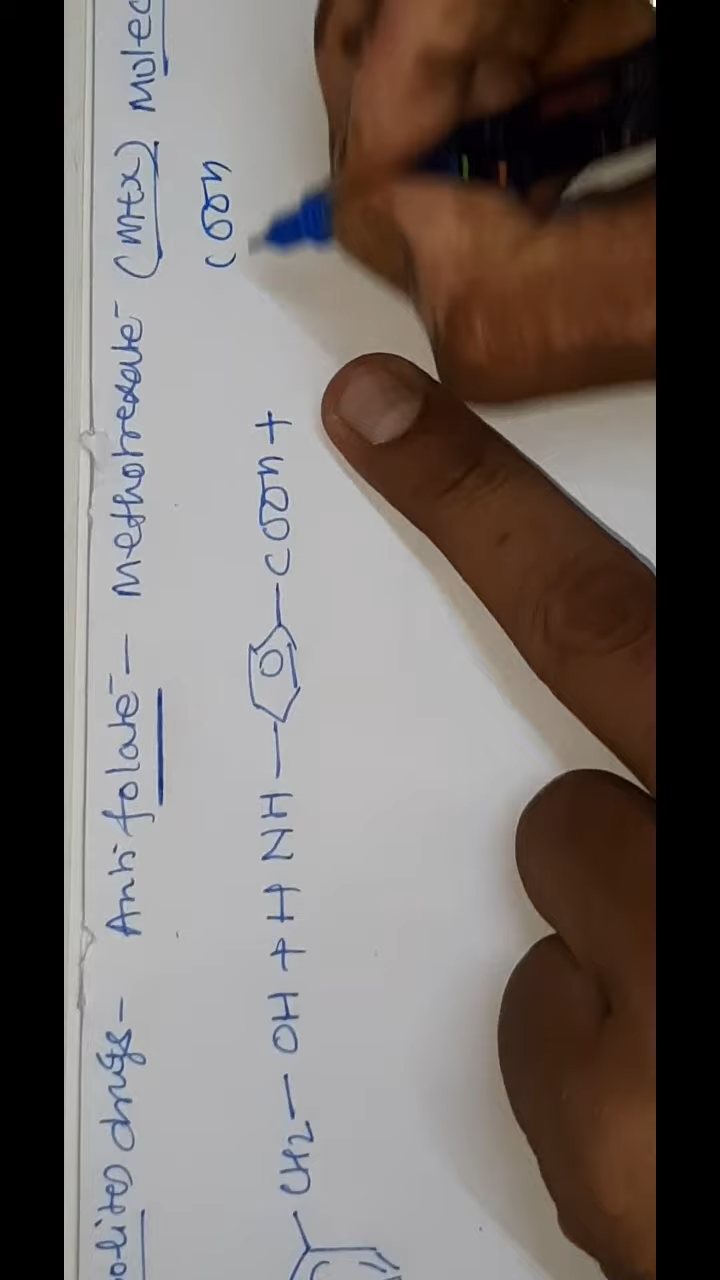 olites drugs- Anti folate - Methotrexate (Mtx) Molec
COOH
CH2 - OH + H NH - COOH +